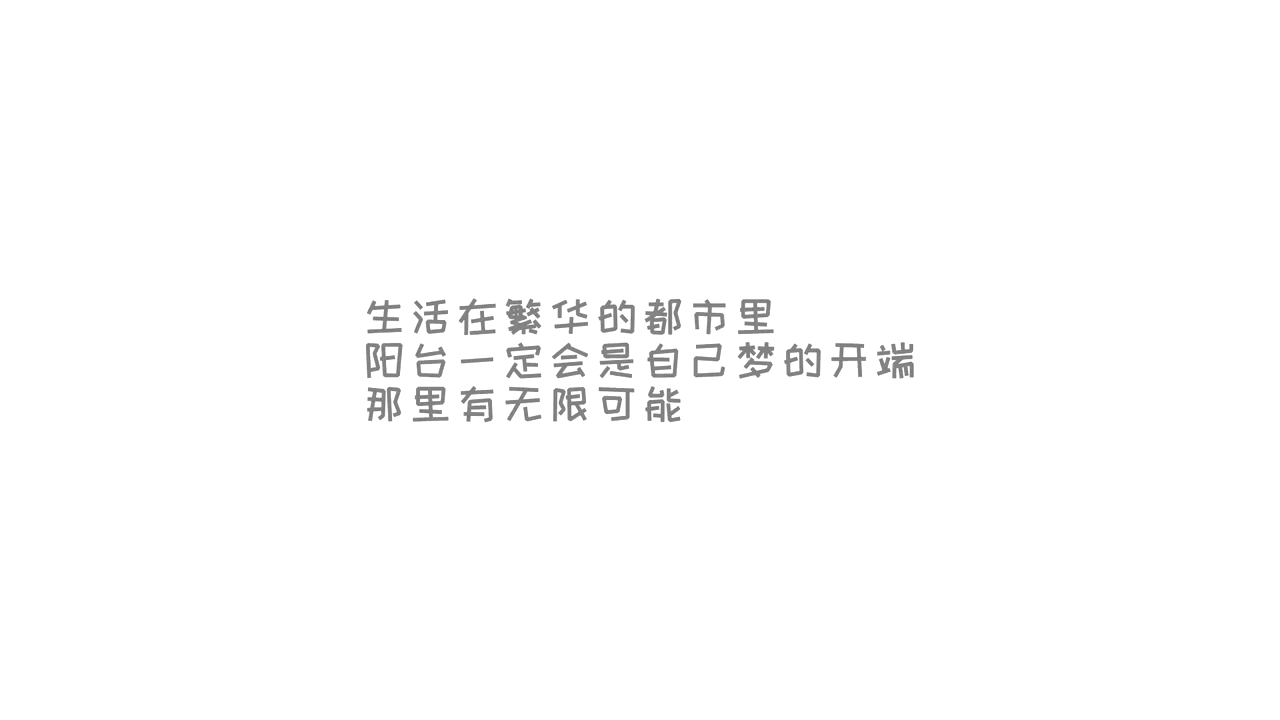 生活在繁华的都市里
阳台一定会是自己梦的开端
那里有无限可能